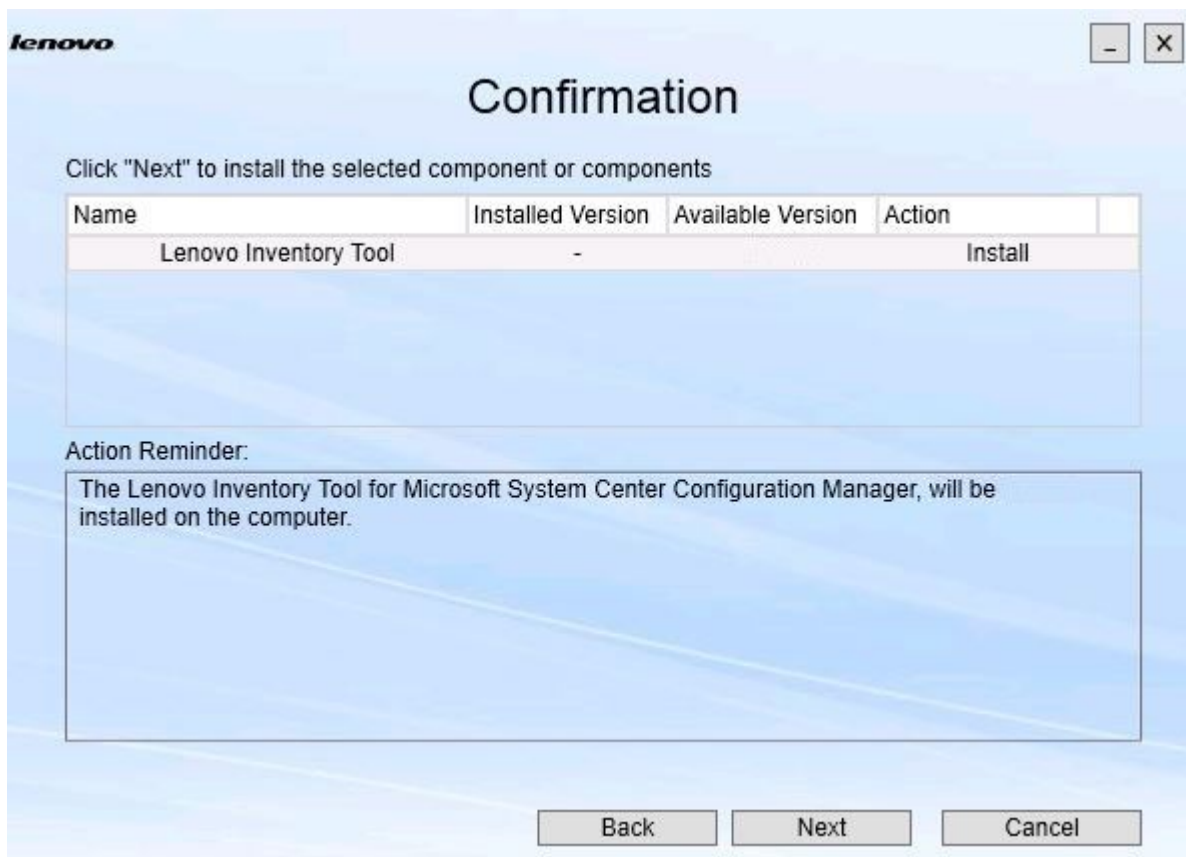 lenovo
Confirmation
Click "Next" to install the selected component or components
Name Installed Version Available Version Action
Lenovo Inventory Tool - Install
Action Reminder:
The Lenovo Inventory Tool for Microsoft System Center Configuration Manager, will be
installed on the computer.
Back Next Cancel